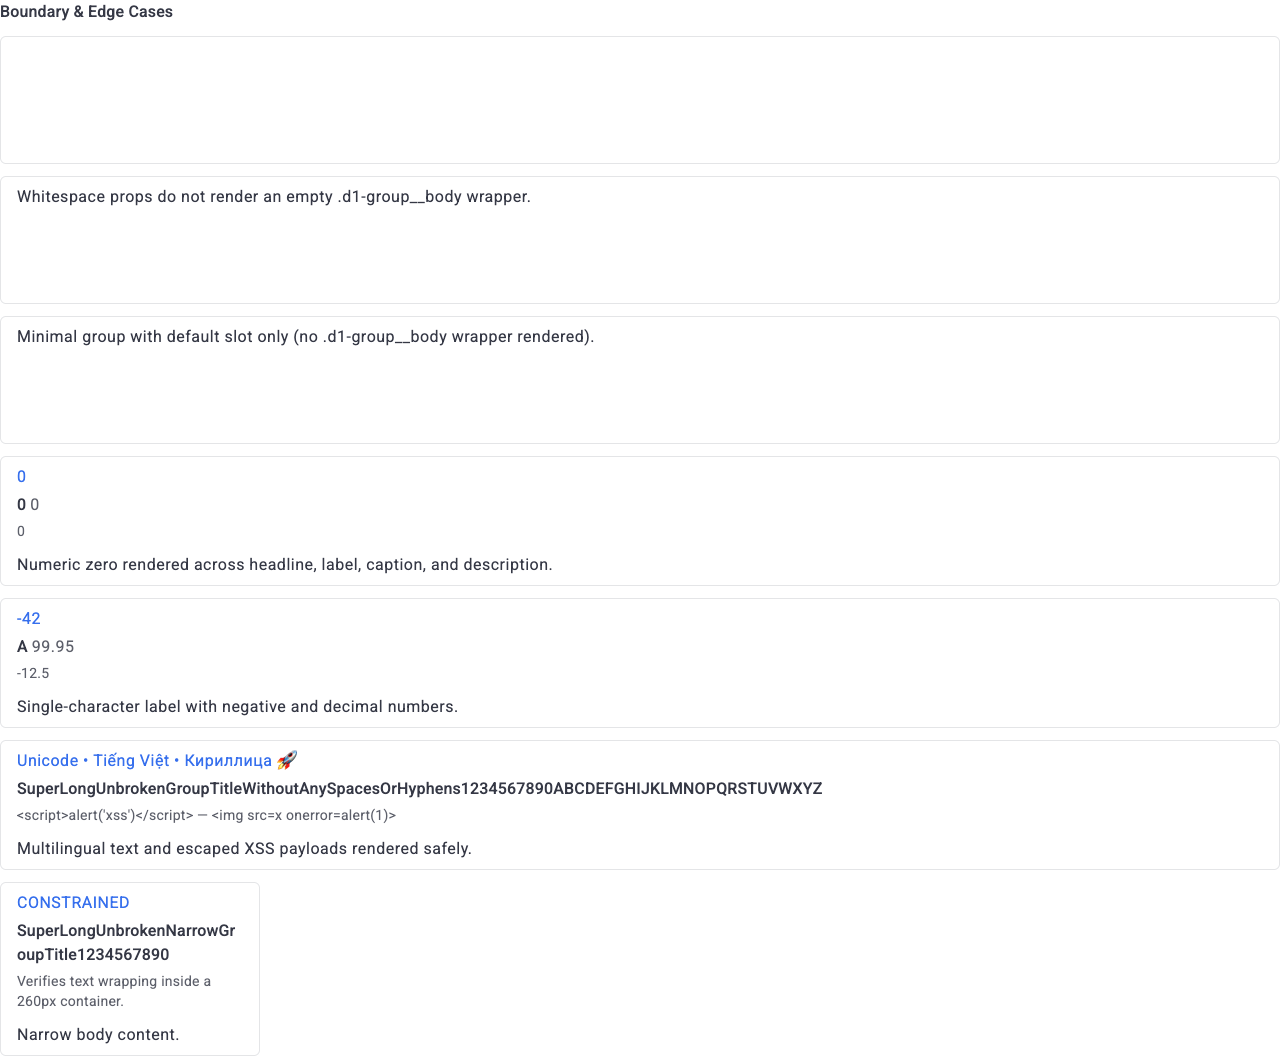 Boundary & Edge Cases
Whitespace props do not render an empty .d1-group__body wrapper.
Minimal group with default slot only (no .d1-group__body wrapper rendered).
0
0 0
0
Numeric zero rendered across headline, label, caption, and description.
-42
A 99.95
-12.5
Single-character label with negative and decimal numbers.
Unicode • Tiếng Việt • Кириллица 🚀
SuperLongUnbrokenGroupTitleWithoutAnySpacesOrHyphens1234567890ABCDEFGHIJKLMNOPQRSTUVWXYZ
<script>alert('xss')</script> — <img src=x onerror=alert(1)>
Multilingual text and escaped XSS payloads rendered safely.
CONSTRAINED
SuperLongUnbrokenNarrowGr
oupTitle1234567890
Verifies text wrapping inside a
260px container.
Narrow body content.